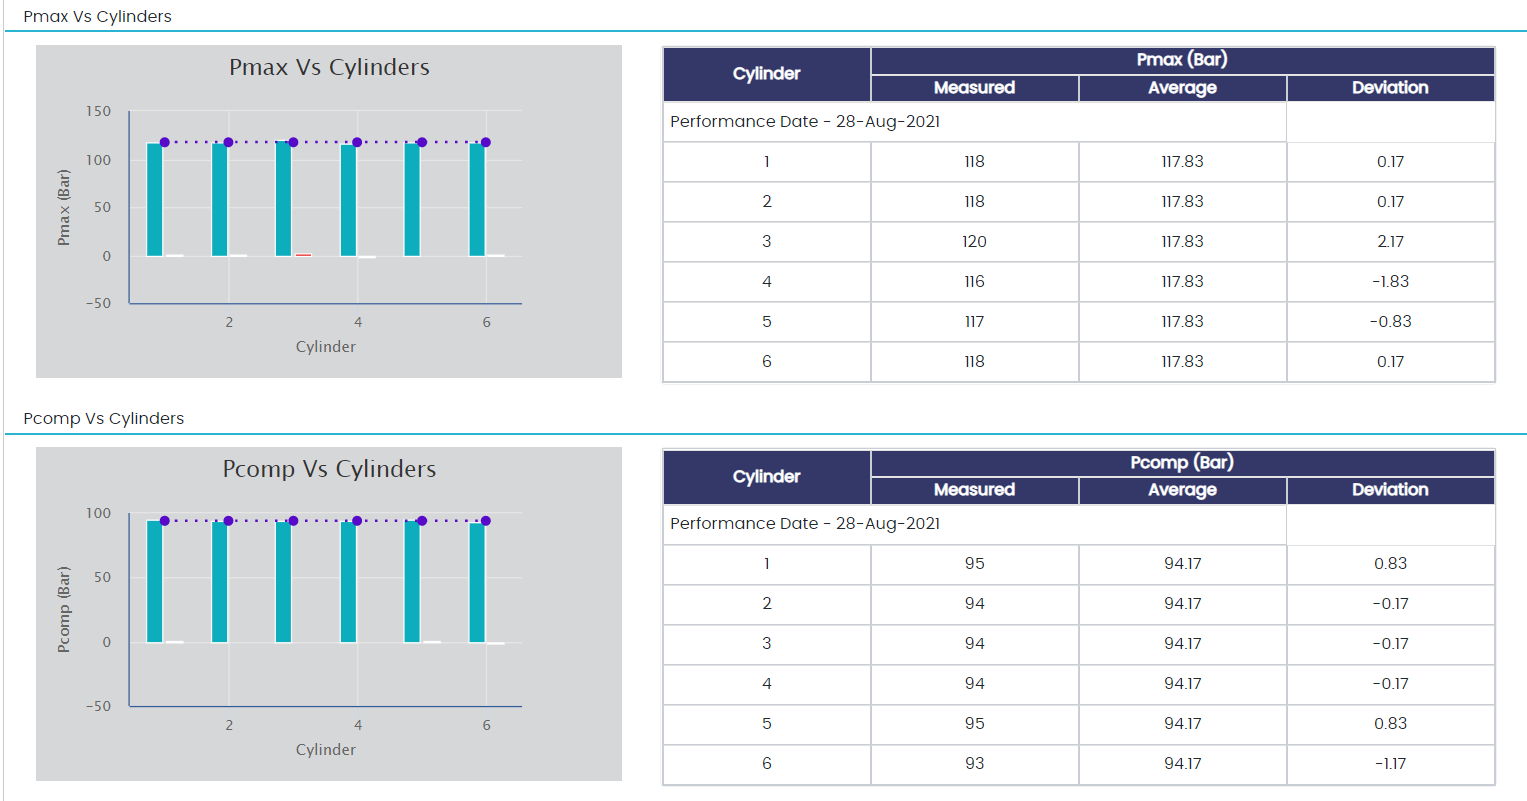 Pmax Vs Cylinders
Pmax Vs Cylinders
150
100
50
0
−50
Pmax (Bar)
2 4 6
Cylinder
Cylinder Pmax (Bar)
Measured Average Deviation
Performance Date - 28-Aug-2021
1 118 117.83 0.17
2 118 117.83 0.17
3 120 117.83 2.17
4 116 117.83 -1.83
5 117 117.83 -0.83
6 118 117.83 0.17
Pcomp Vs Cylinders
Pcomp Vs Cylinders
100
50
0
−50
Pcomp (Bar)
2 4 6
Cylinder
Cylinder Pcomp (Bar)
Measured Average Deviation
Performance Date - 28-Aug-2021
1 95 94.17 0.83
2 94 94.17 -0.17
3 94 94.17 -0.17
4 94 94.17 -0.17
5 95 94.17 0.83
6 93 94.17 -1.17